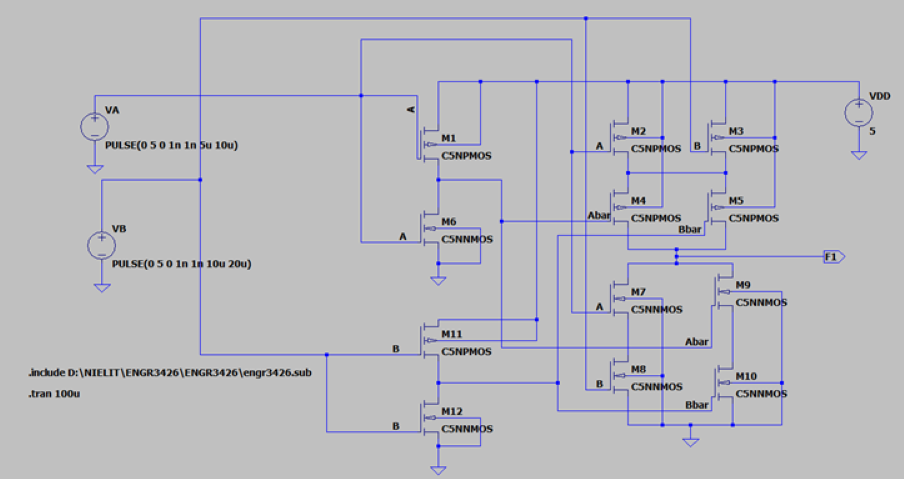 VA
PULSE(0 5 0 1n 1n 5u 10u)
VB
PULSE(0 5 0 1n 1n 10u 20u)
.include D:\NIELIT\ENGR3426\ENGR3426\engr3426.sub
.tran 100u
A
M1
C5NPMOS
A
M6
C5NNMOS
B
M11
C5NPMOS
B
M12
C5NNMOS
A
M2
C5NPMOS
B
M3
C5NPMOS
Abar
M4
C5NPMOS
Bbar
M5
C5NPMOS
F1
A
M7
C5NNMOS
Abar
M9
C5NNMOS
B
M8
C5NNMOS
Bbar
M10
C5NNMOS
VDD
5